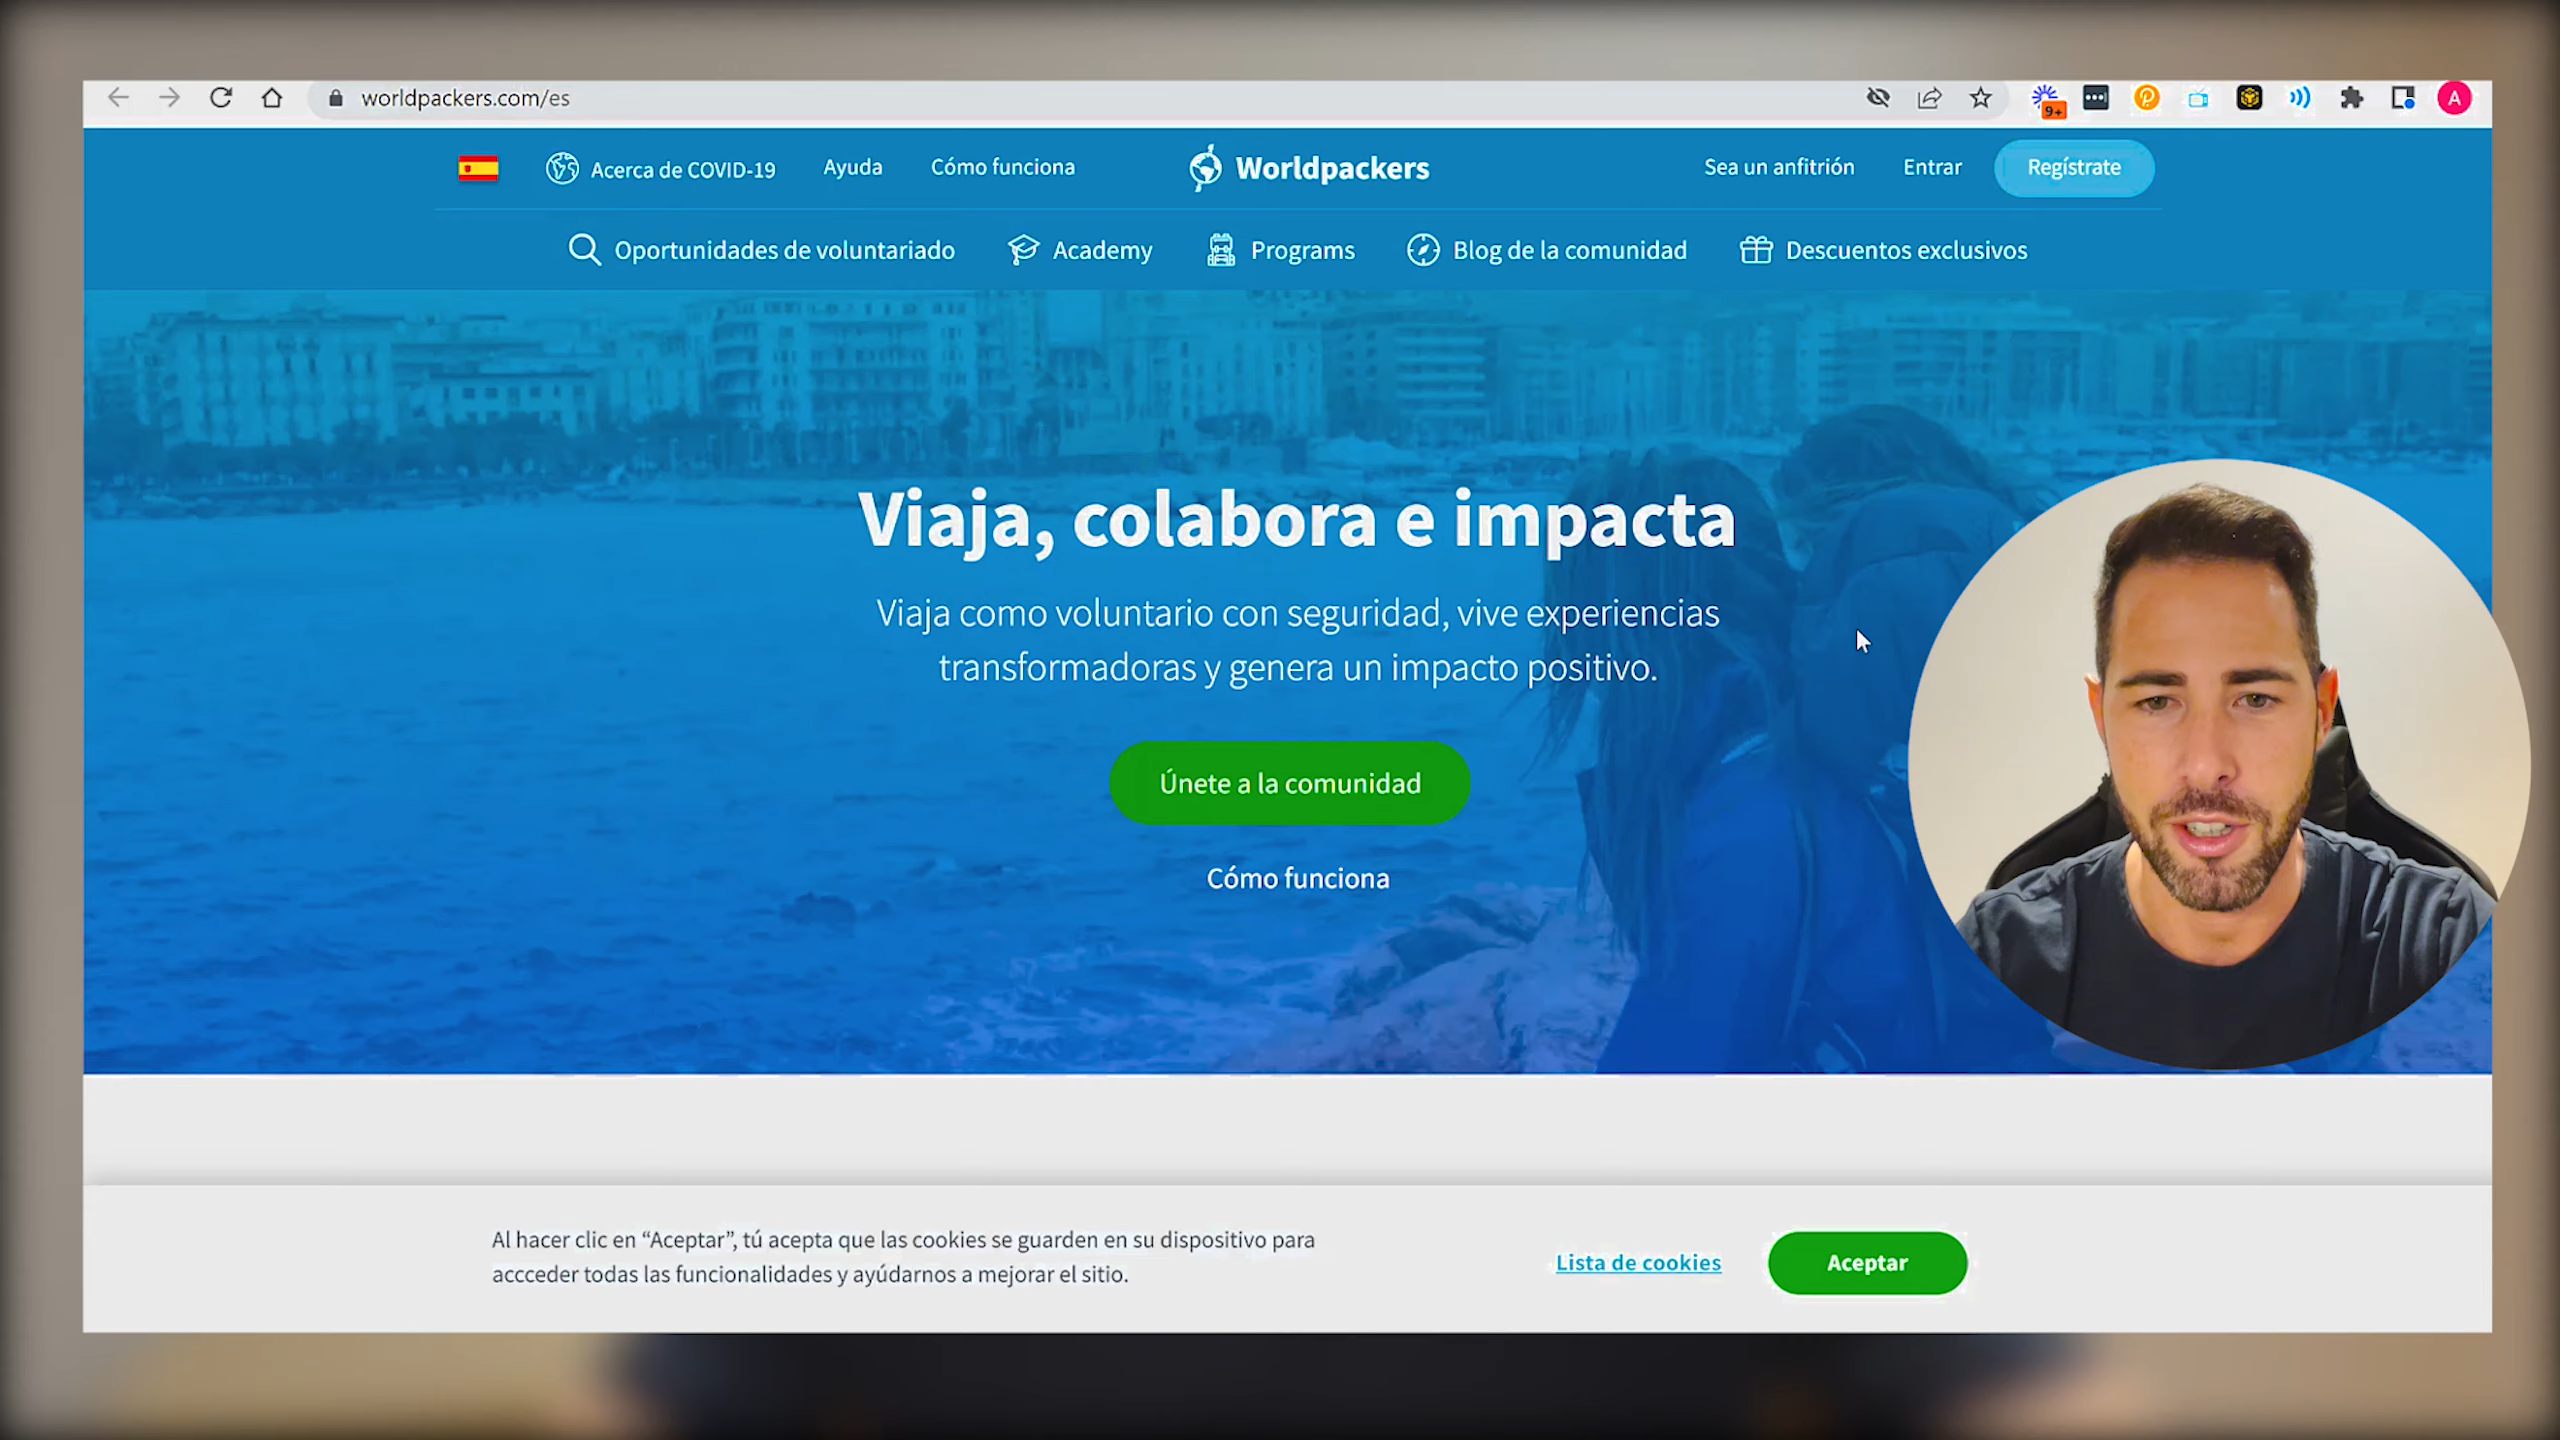 worldpackers.com/es
9+
A
Acerca de COVID-19 Ayuda Cómo funciona Worldpackers Sea un anfitrión Entrar Regístrate
Oportunidades de voluntariado Academy Programs Blog de la comunidad Descuentos exclusivos
Viaja, colabora e impacta
Viaja como voluntario con seguridad, vive experiencias
transformadoras y genera un impacto positivo.
Únete a la comunidad
Cómo funciona
Al hacer clic en “Aceptar”, tú acepta que las cookies se guarden en su dispositivo para
accceder todas las funcionalidades y ayúdarnos a mejorar el sitio.
Lista de cookies
Aceptar